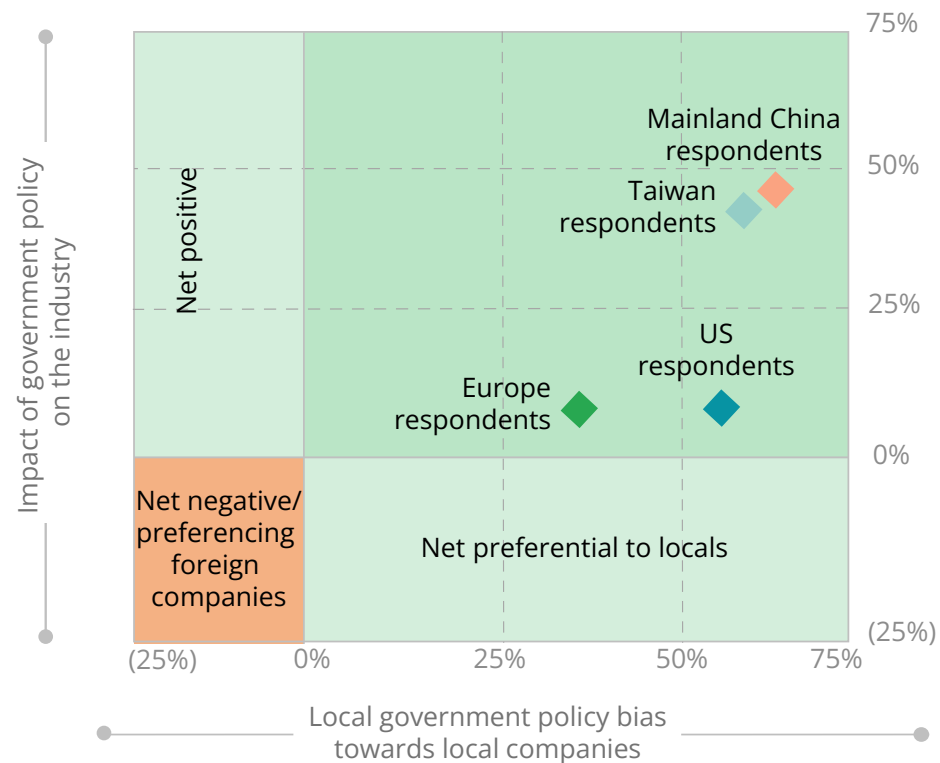 75%
Mainland China
respondents
50%
Taiwan
respondents
Net positive
Impact of government policy
on the industry
25%
US
respondents
Europe
respondents
0%
Net negative/
preferencing
foreign
companies
Net preferential to locals
(25%)
(25%)
0%
25%
50%
75%
Local government policy bias
towards local companies